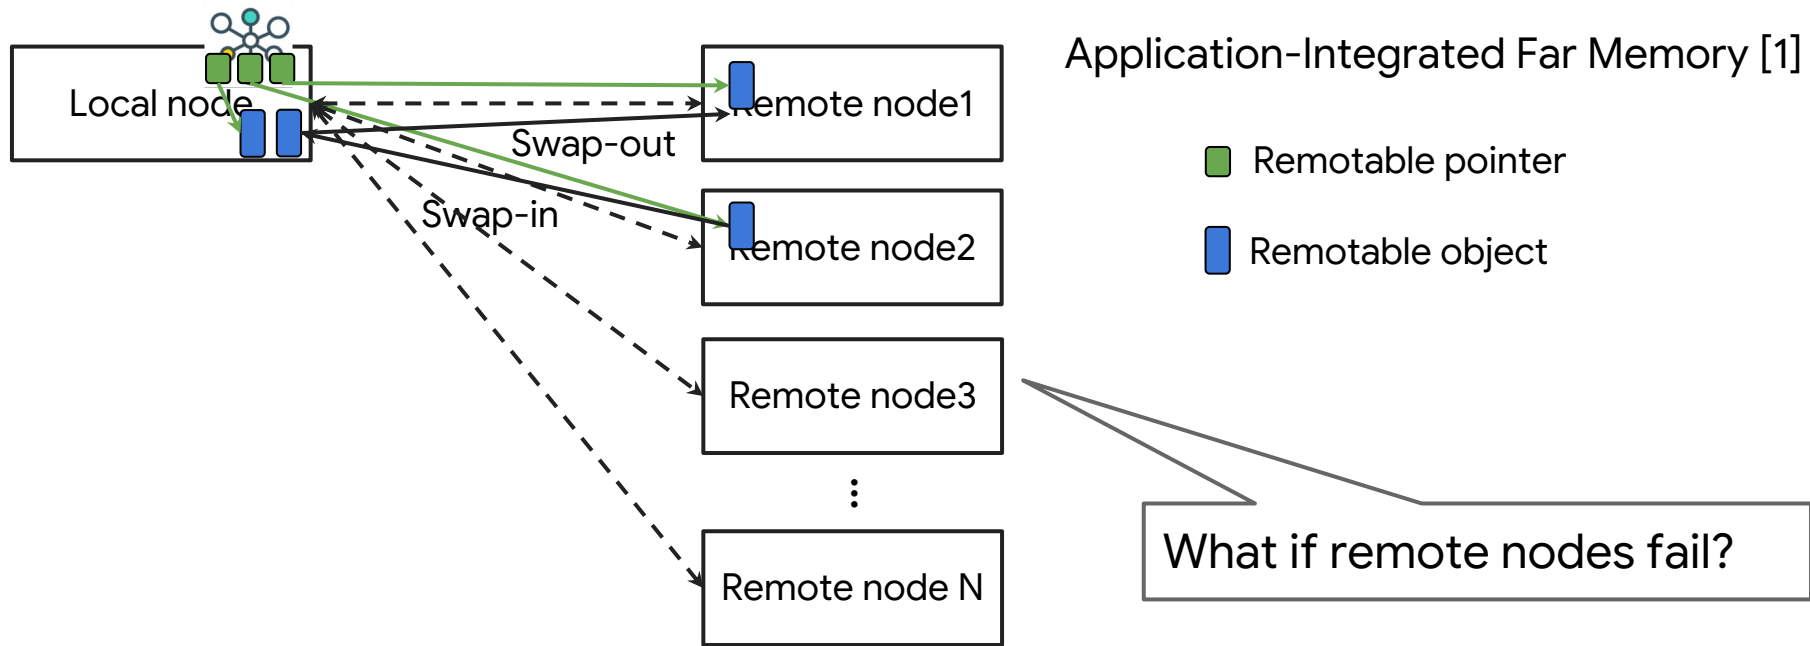 Application-Integrated Far Memory [1]
Local node
Remote node1
Swap-out
Remotable pointer
Swap-in
Remote node2
Remotable object
Remote node3
What if remote nodes fail?
Remote node N